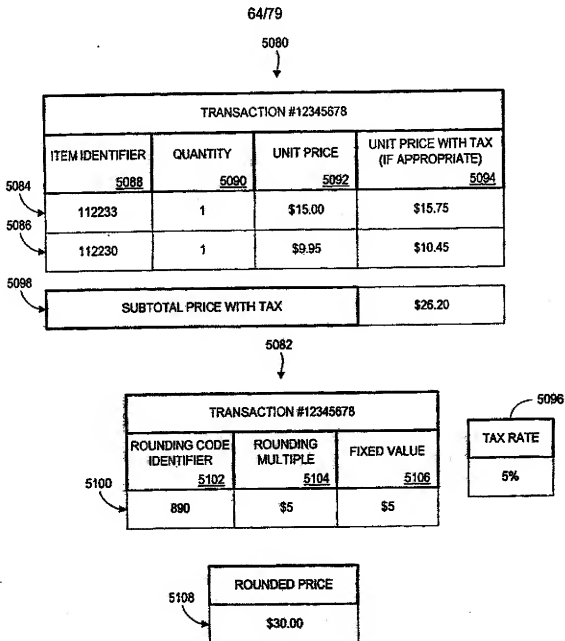 64/79
5080
TRANSACTION #12345678
ITEM IDENTIFIER 5088
QUANTITY 5090
UNIT PRICE 5092
UNIT PRICE WITH TAX (IF APPROPRIATE) 5094
5084
112233 1 $15.00 $15.75
5086
112230 1 $9.95 $10.45
5098
SUBTOTAL PRICE WITH TAX $26.20
5082
TRANSACTION #12345678
ROUNDING CODE IDENTIFIER 5102
ROUNDING MULTIPLE 5104
FIXED VALUE 5106
5100
890 $5 $5
5096
TAX RATE
5%
ROUNDED PRICE
5108
$30.00